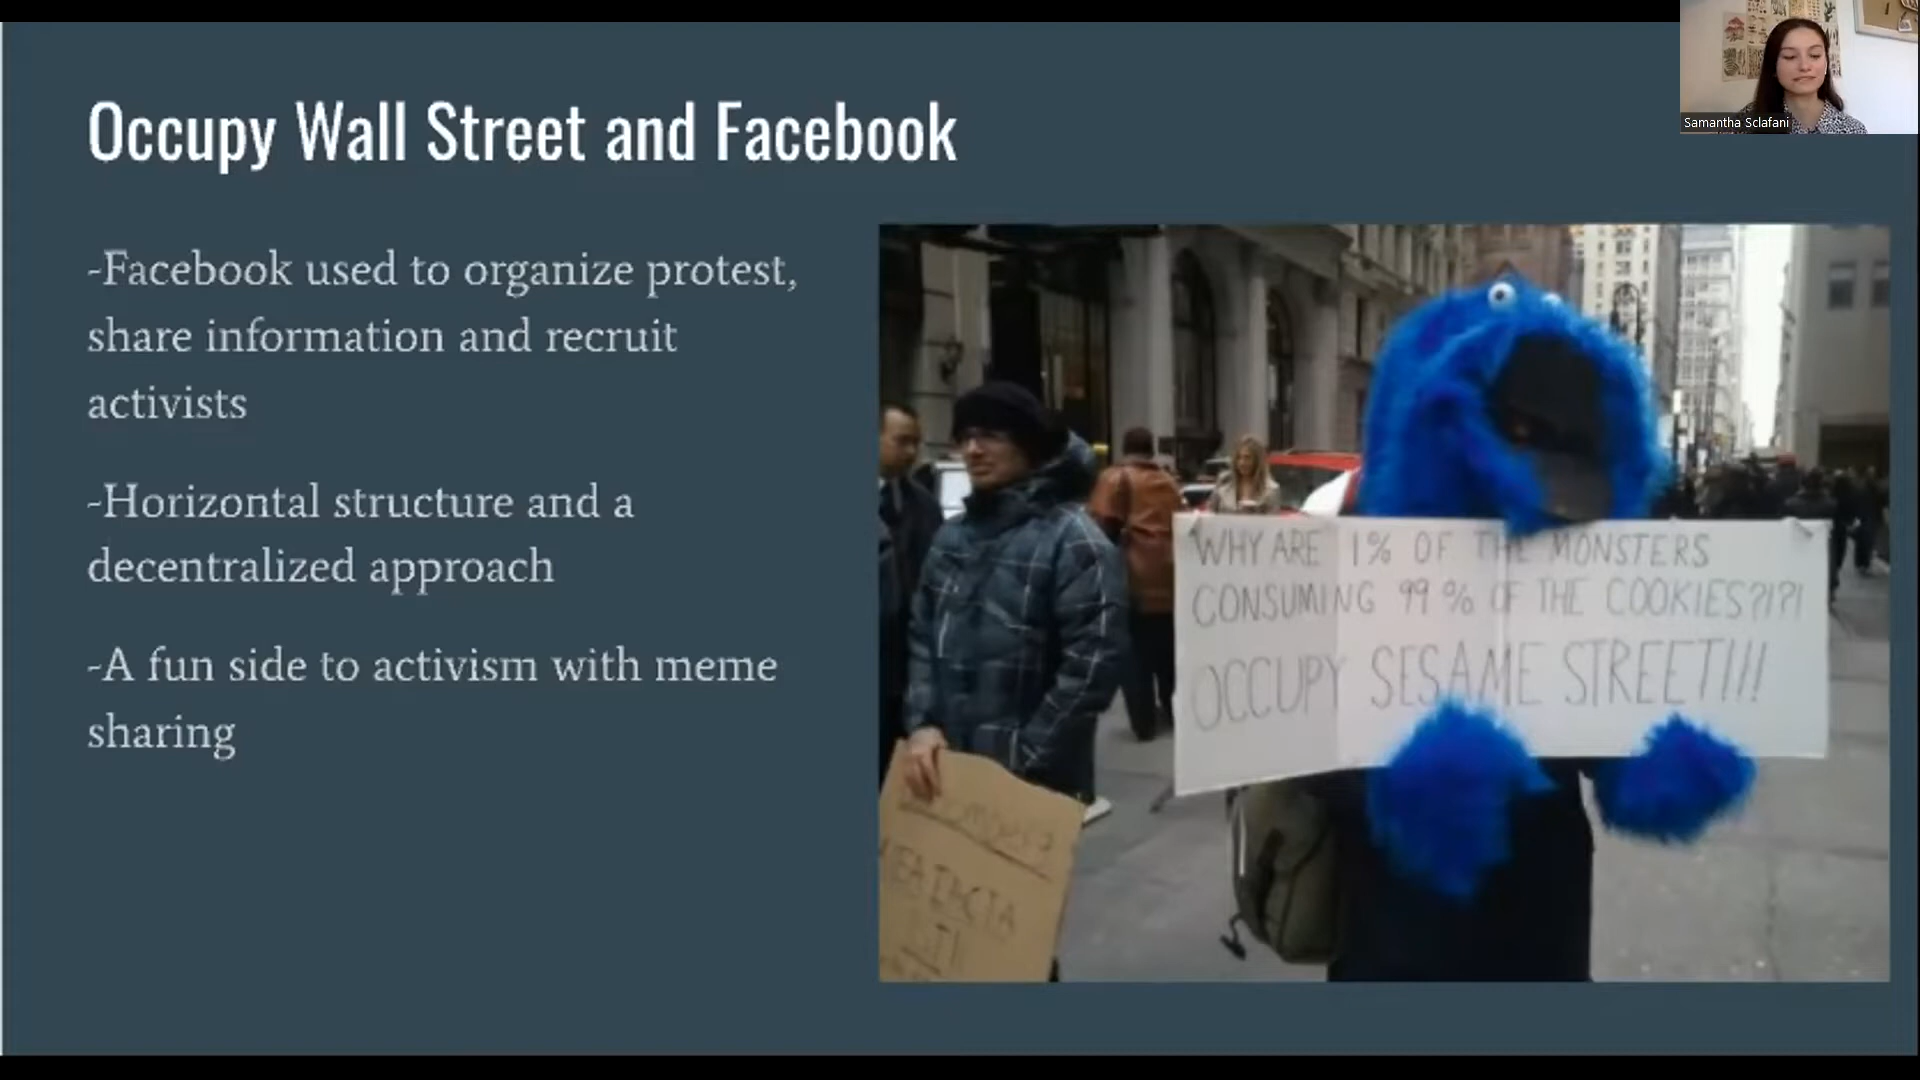 Occupy Wall Street and Facebook
-Facebook used to organize protest,
share information and recruit
activists
-Horizontal structure and a
decentralized approach
-A fun side to activism with meme
sharing
WHY ARE 1% OF THE MONSTERS
CONSUMING 99% OF THE COOKIES?!?!
OCCUPY SESAME STREET!!!
Samantha Sclafani